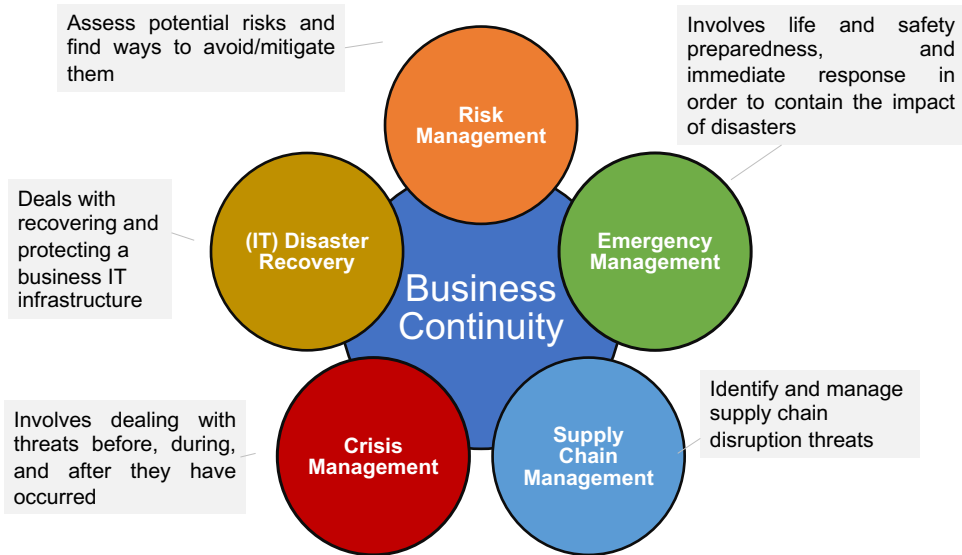 Assess potential risks and
find ways to avoid/mitigate
them
Involves life and safety
preparedness, and
immediate response in
order to contain the impact
of disasters
Risk
Management
Deals with
recovering and
protecting a
business IT
infrastructure
(IT) Disaster
Recovery
Emergency
Management
Business
Continuity
Involves dealing with
threats before, during,
and after they have
occurred
Crisis
Management
Supply
Chain
Management
Identify and manage
supply chain
disruption threats